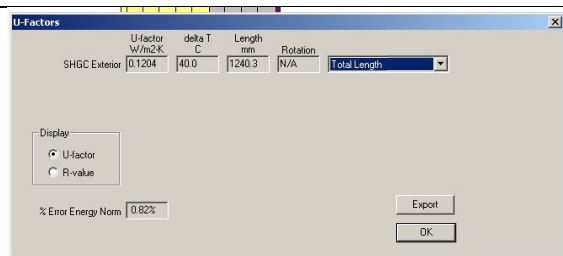 U-Factors
U-factor delta T Length
W/m2-K C mm Rotation
SHGC Exterior 0.1204 40.0 1240.3 N/A Total Length
Display
U-factor
R-value
% Error Energy Norm 0.82%
Export
OK